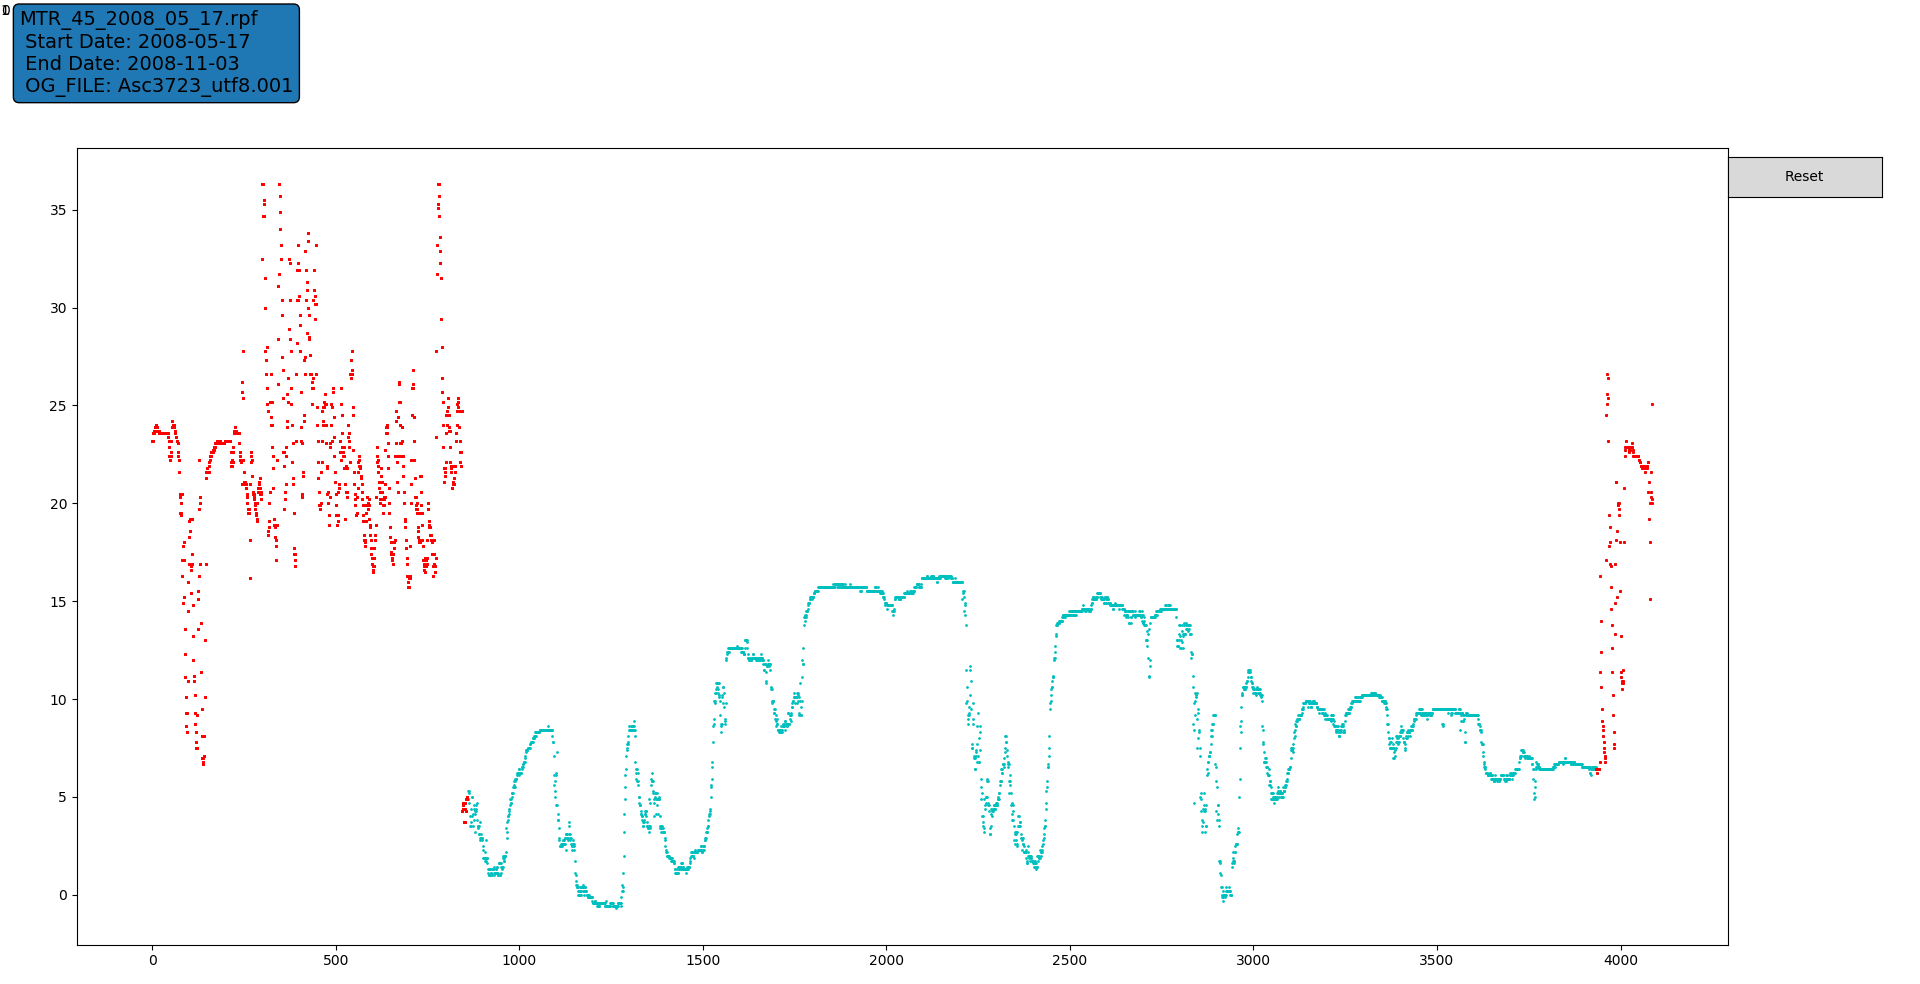 MTR_45_2008_05_17.rpf
Start Date: 2008-05-17
End Date: 2008-11-03
OG_FILE: Asc3723_utf8.001
Reset
35
30
25
20
15
10
5
0
0 500 1000 1500 2000 2500 3000 3500 4000